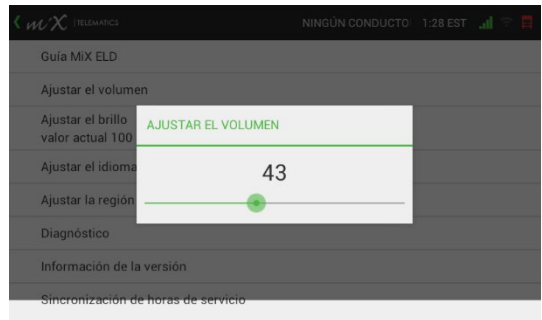 miX TELEMATICS NINGÚN CONDUCTO 1:28 EST
Guía MiX ELD
Ajustar el volumen
Ajustar el brillo
valor actual 100
AJUSTAR EL VOLUMEN
Ajustar el idioma
43
Ajustar la región
Diagnóstico
Información de la versión
Sincronización de horas de servicio